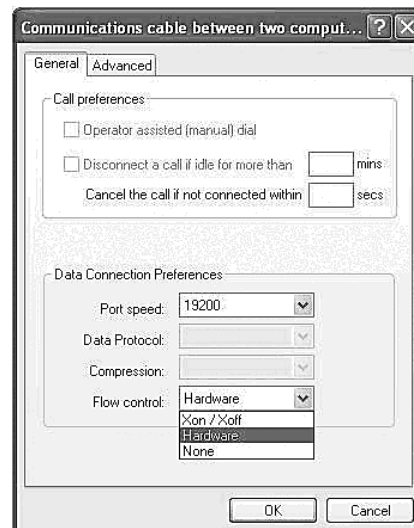 Communications cable between two comput...
General Advanced
Call preferences
Operator assisted (manual) dial
Disconnect a call if idle for more than mins
Cancel the call if not connected within secs
Data Connection Preferences
Port speed: 19200
Data Protocol:
Compression:
Flow control: Hardware
Xon / Xoff
Hardware
None
OK Cancel